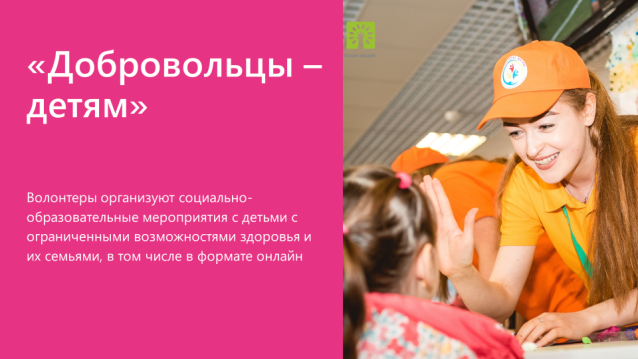 «Добровольцы –
детям»
Волонтеры организуют социально-
образовательные мероприятия с детьми с
ограниченными возможностями здоровья и
их семьями, в том числе в формате онлайн